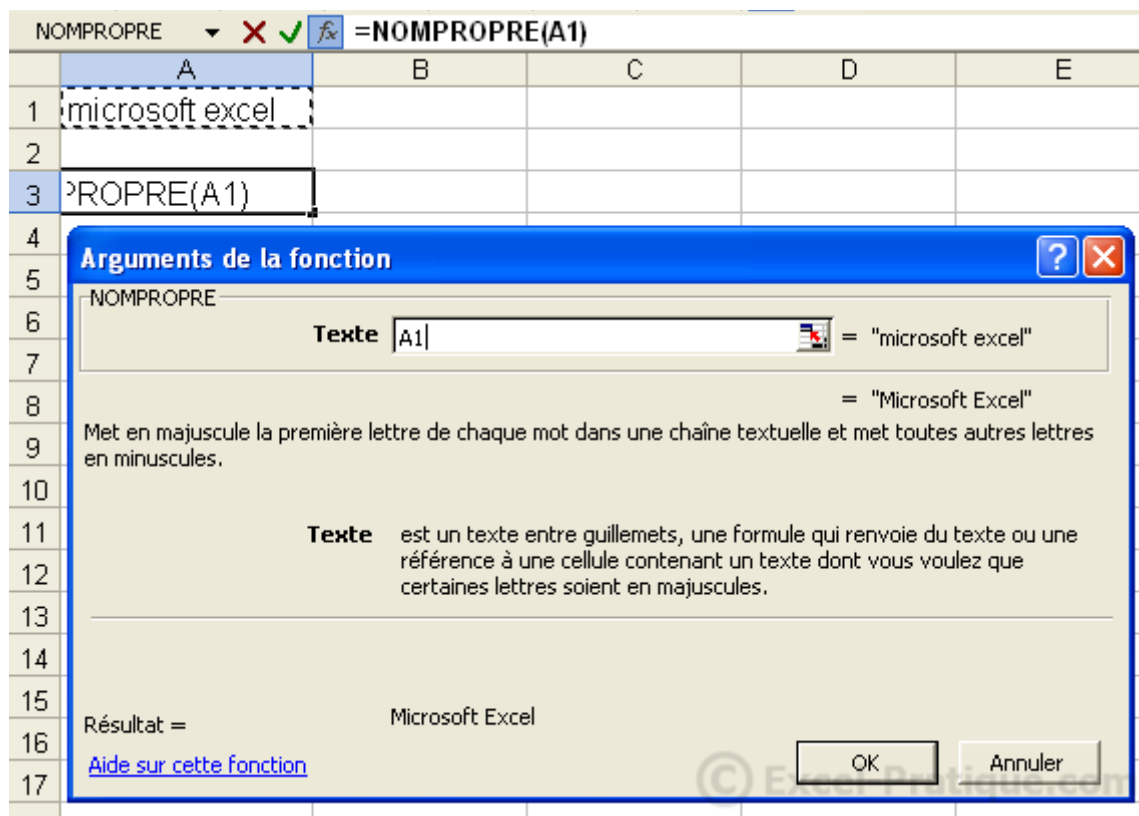 NOMPROPRE fx =NOMPROPRE(A1)
A B C D E
1 microsoft excel
2
3 PROPRE(A1)
4
Arguments de la fonction ?
5
NOMPROPRE
6
Texte A1 = "microsoft excel"
7
8 = "Microsoft Excel"
Met en majuscule la première lettre de chaque mot dans une chaîne textuelle et met toutes autres lettres
9
en minuscules.
10
11 Texte est un texte entre guillemets, une formule qui renvoie du texte ou une
référence à une cellule contenant un texte dont vous voulez que
12
certaines lettres soient en majuscules.
13
14
15
Résultat = Microsoft Excel
16
Aide sur cette fonction OK Annuler
17
© Excel-Pratique.com